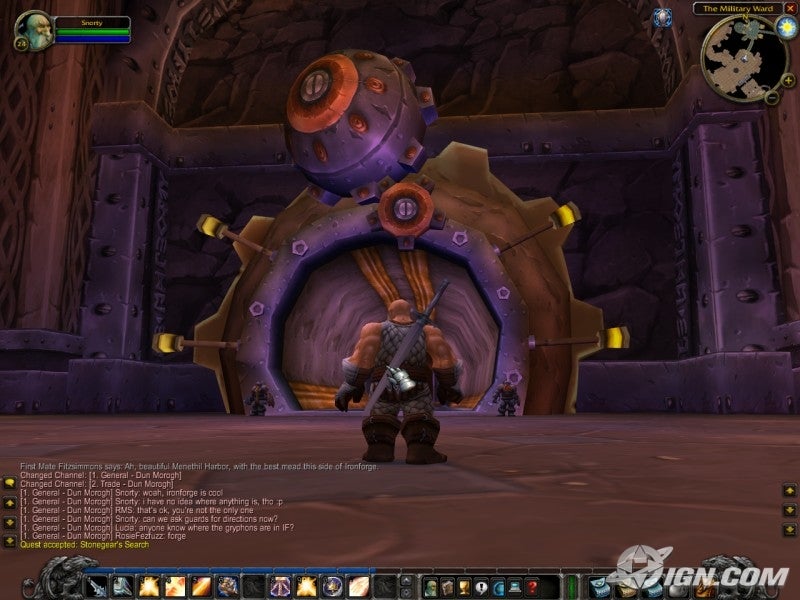 Snorty
24
The Military Ward
N
First Mate Fitzsimmons says: Ah, beautiful Menethil Harbor, with the best mead this side of Ironforge.
Changed Channel: [1. General - Dun Morogh]
Changed Channel: [2. Trade - Dun Morogh]
[1. General - Dun Morogh] Snorty: woah, ironforge is cool
[1. General - Dun Morogh] Snorty: i have no idea where anything is, tho :p
[1. General - Dun Morogh] RMS: that's ok, you're not the only one
[1. General - Dun Morogh] Snorty: can we ask guards for directions now?
[1. General - Dun Morogh] Lucia: anyone know where the gryphons are in IF?
[1. General - Dun Morogh] RosieFezfuzz: forge
Quest accepted: Stonegear's Search
IGN.COM